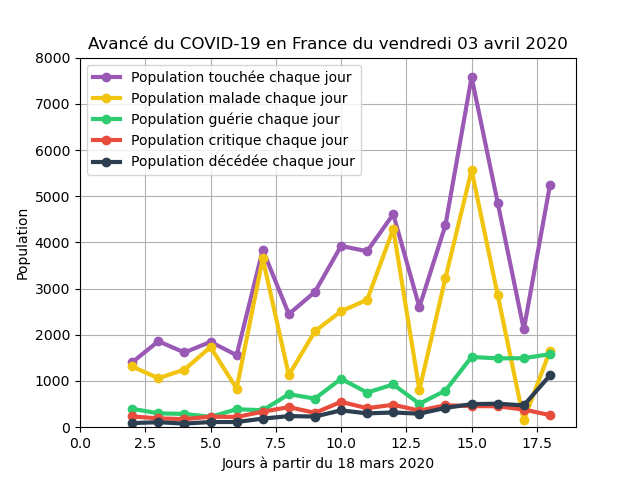 Avancé du COVID-19 en France du vendredi 03 avril 2020
Population touchée chaque jour
Population malade chaque jour
Population guérie chaque jour
Population critique chaque jour
Population décédée chaque jour
Population
8000
7000
6000
5000
4000
3000
2000
1000
0
0.0 2.5 5.0 7.5 10.0 12.5 15.0 17.5
Jours à partir du 18 mars 2020